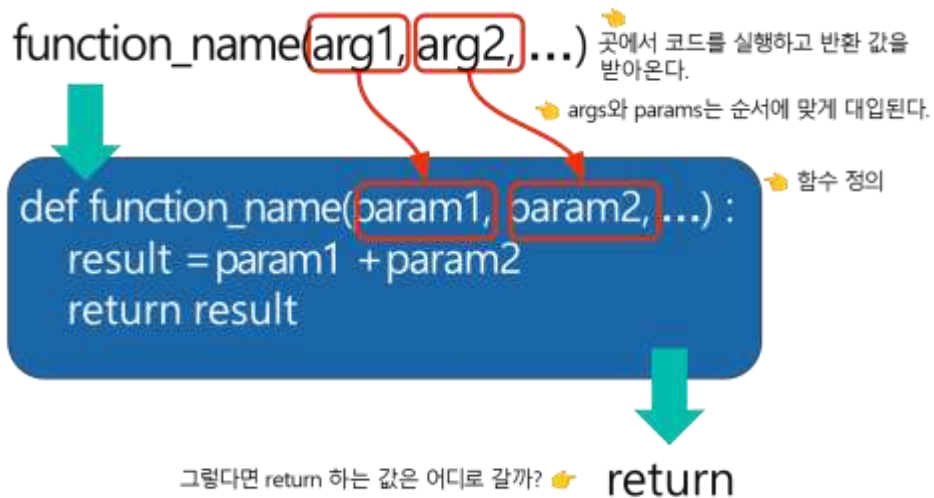 function_name(arg1, arg2, ...)
👈
곳에서 코드를 실행하고 반환 값을
받아온다.
👈 args와 params는 순서에 맞게 대입된다.
👈 함수 정의
def function_name(param1, param2, ...) :
result =param1 +param2
return result
그렇다면 return 하는 값은 어디로 갈까? 👉 return